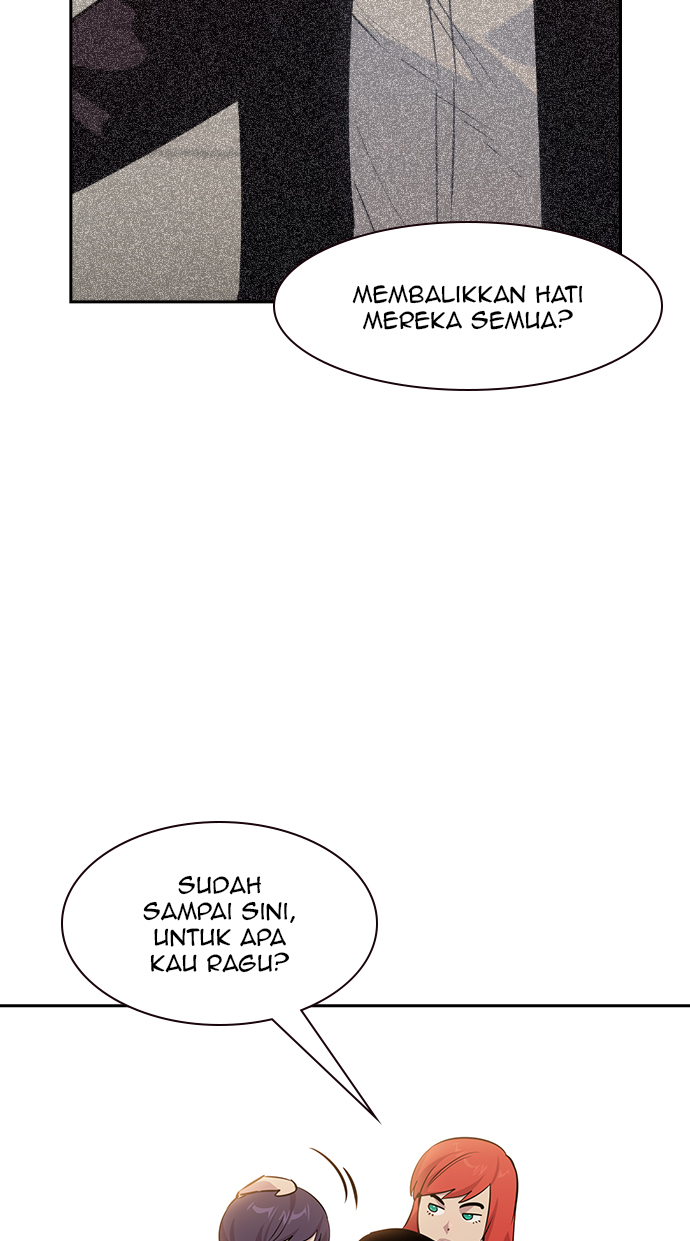 MEMBALIKKAN HATI
MEREKA SEMUA?
SUDAH
SAMPAI SINI,
UNTUK APA
KAU RAGU?